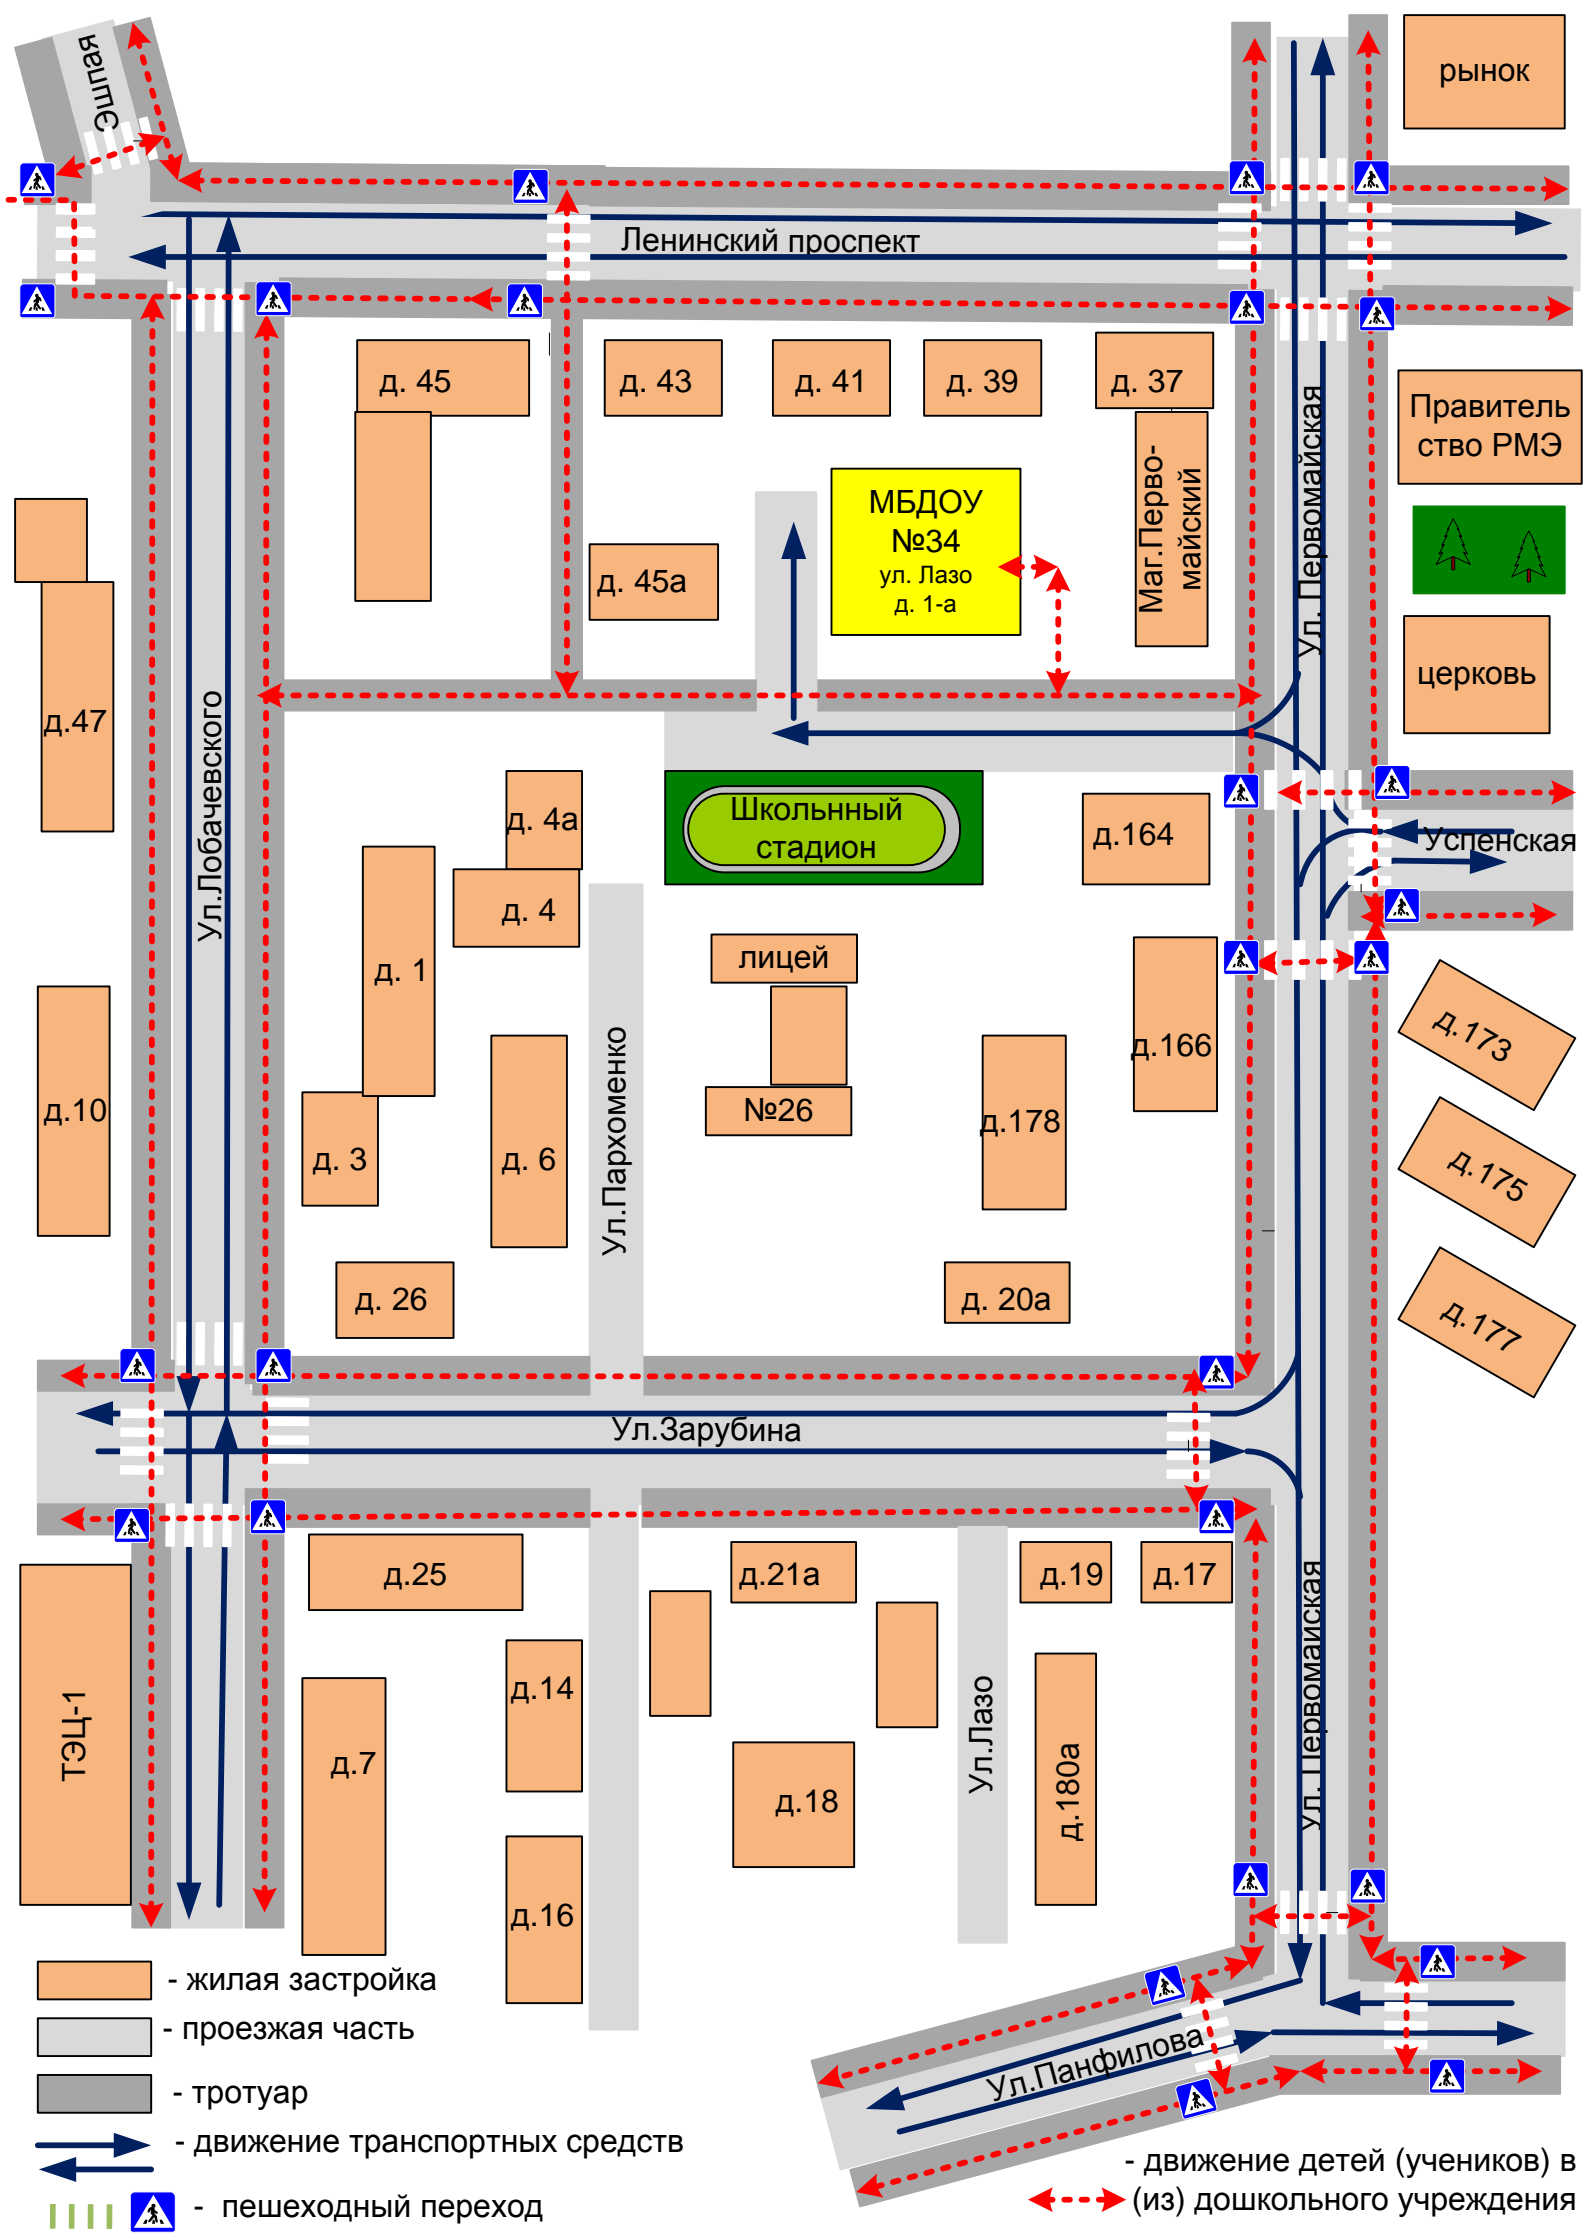 Эшпая
рынок
Ленинский проспект
д. 45
д. 43
д. 41
д. 39
д. 37
Ул. Первомайская
Правитель
ство РМЭ
МБДОУ
№34
ул. Лазо
д. 1-а
Маг.Перво-
майский
д. 45а
церковь
д.47
Ул.Лобачевского
д. 4а
Школьнный
стадион
д.164
Успенская
д. 4
д. 1
лицей
№26
д.166
д.173
д.10
д. 3
д. 6
Ул.Пархоменко
д.178
д.175
д. 26
д. 20а
д.177
Ул.Зарубина
д.25
д.21а
д.19
д.17
ТЭЦ-1
д.7
д.14
д.18
Ул.Лазо
д.180а
Ул. Первомайская
д.16
Ул.Панфилова
- жилая застройка
- проезжая часть
- тротуар
- движение транспортных средств
- пешеходный переход
- движение детей (учеников) в
(из) дошкольного учреждения